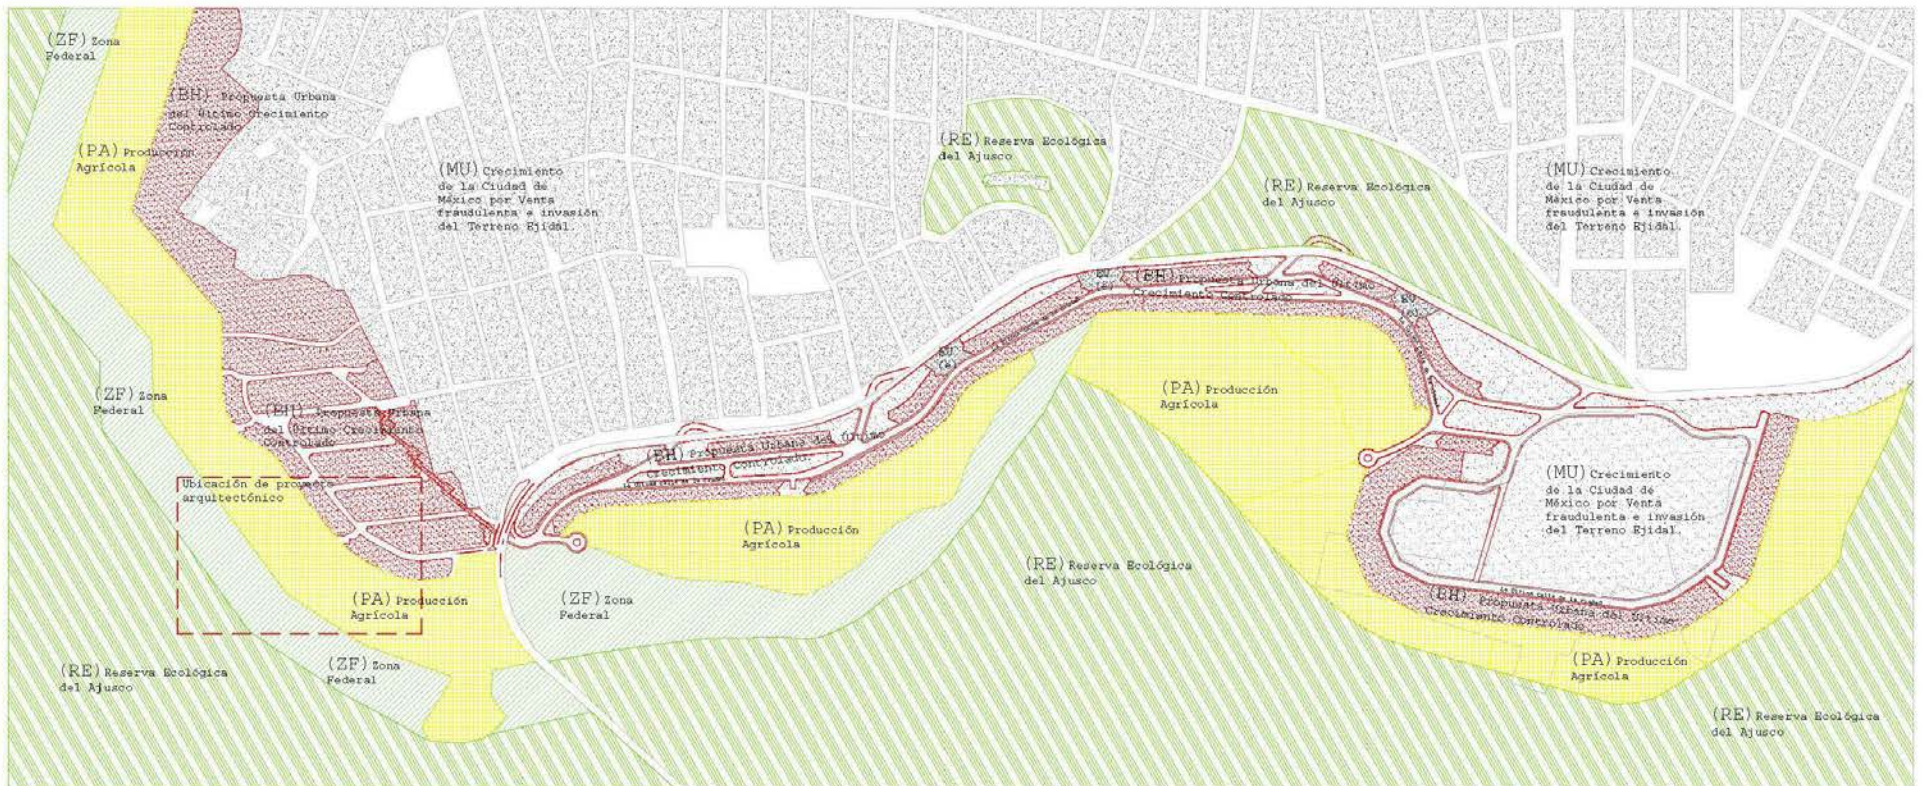 (ZF) Zona
Federal
(BH) Propuesta Urbana
del Último Crecimiento
Controlado
(PA) Producción
Agrícola
(MU) Crecimiento
de la Ciudad de
México por Venta
fraudulenta e invasión
del Terreno Ejidal.
(RE) Reserva Ecológica
del Ajusco
(RE) Reserva Ecológica
del Ajusco
(MU) Crecimiento
de la Ciudad de
México por Venta
fraudulenta e invasión
del Terreno Ejidal.
EU
(BH) Propuesta Urbana del Último
Crecimiento Controlado
EU
EU
(e)
(ZF) Zona
Federal
(PA) Producción
Agrícola
(BH) Propuesta Urbana
del Último Crecimiento
Controlado
(BH) Propuesta Urbana del Último
Crecimiento Controlado.
Ubicación de proyecto
arquitectónico
(MU) Crecimiento
de la Ciudad de
México por Venta
fraudulenta e invasión
del Terreno Ejidal.
(PA) Producción
Agrícola
(RE) Reserva Ecológica
del Ajusco
(PA) Producción
Agrícola
(ZF) Zona
Federal
(BH) Propuesta Urbana del Último
Crecimiento Controlado
(RE) Reserva Ecológica
del Ajusco
(ZF) Zona
Federal
(PA) Producción
Agrícola
(RE) Reserva Ecológica
del Ajusco